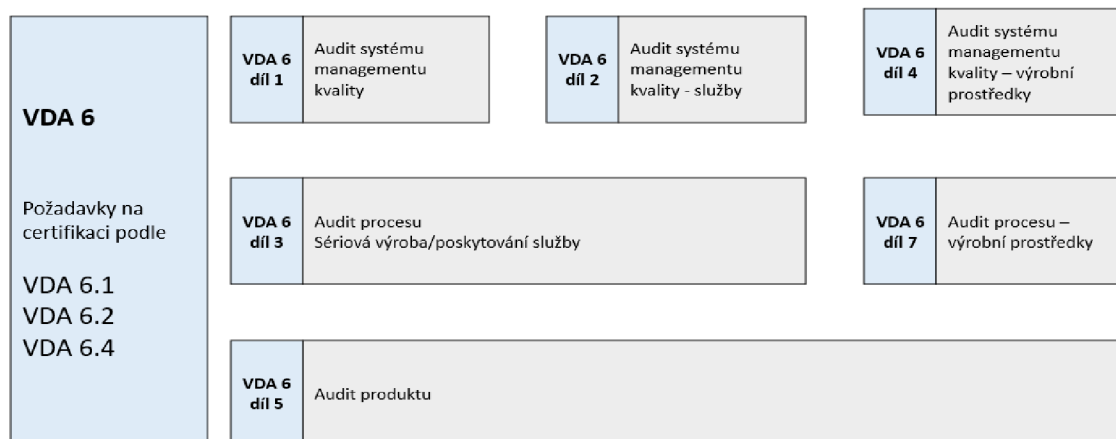 VDA 6
Požadavky na
certifikaci podle
VDA 6.1
VDA 6.2
VDA 6.4
VDA 6
díl 1
Audit systému
managementu
kvality
VDA 6
díl 2
Audit systému
managementu
kvality - služby
VDA 6
díl 4
Audit systému
managementu
kvality – výrobní
prostředky
VDA 6
díl 3
Audit procesu
Sériová výroba/poskytování služby
VDA 6
díl 7
Audit procesu –
výrobní prostředky
VDA 6
díl 5
Audit produktu